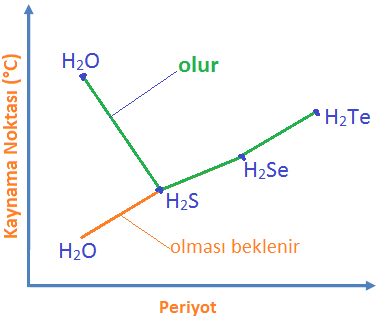 H₂O
olur
H₂Te
H₂Se
H₂S
H₂O
olması beklenir
Kaynama Noktası (°C)
Periyot